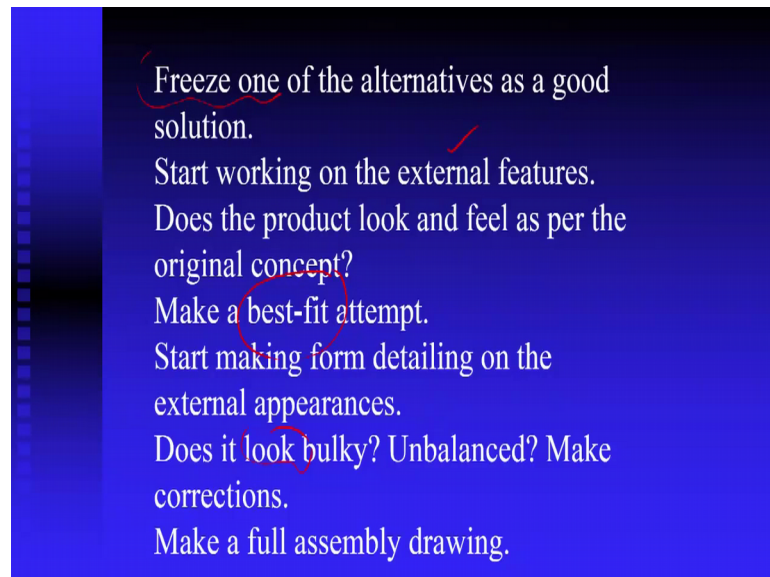 Freeze one of the alternatives as a good
solution.
Start working on the external features.
Does the product look and feel as per the
original concept?
Make a best-fit attempt.
Start making form detailing on the
external appearances.
Does it look bulky? Unbalanced? Make
corrections.
Make a full assembly drawing.